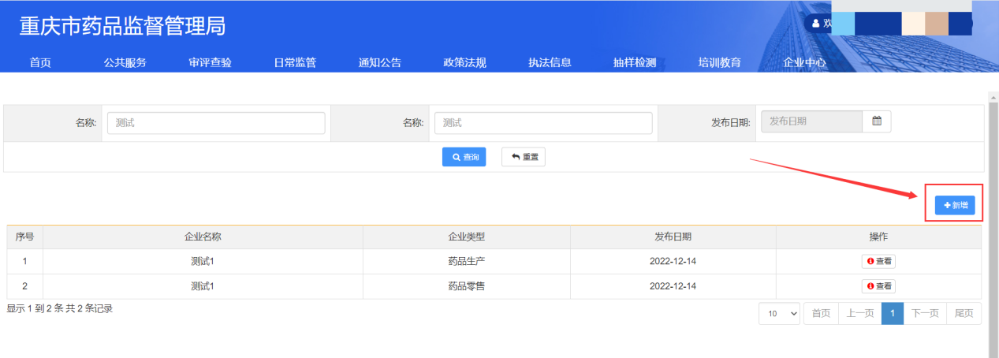 重庆市药品监督管理局
欢
首页 公共服务 审评查验 日常监管 通知公告 政策法规 执法信息 抽样检测 培训教育 企业中心
名称: 测试 名称: 测试 发布日期: 发布日期
查询 重置
新增
序号 企业名称 企业类型 发布日期 操作
1 测试1 药品生产 2022-12-14 查看
2 测试1 药品零售 2022-12-14 查看
显示 1 到 2 条 共 2 条记录 10 首页 上一页 1 下一页 尾页